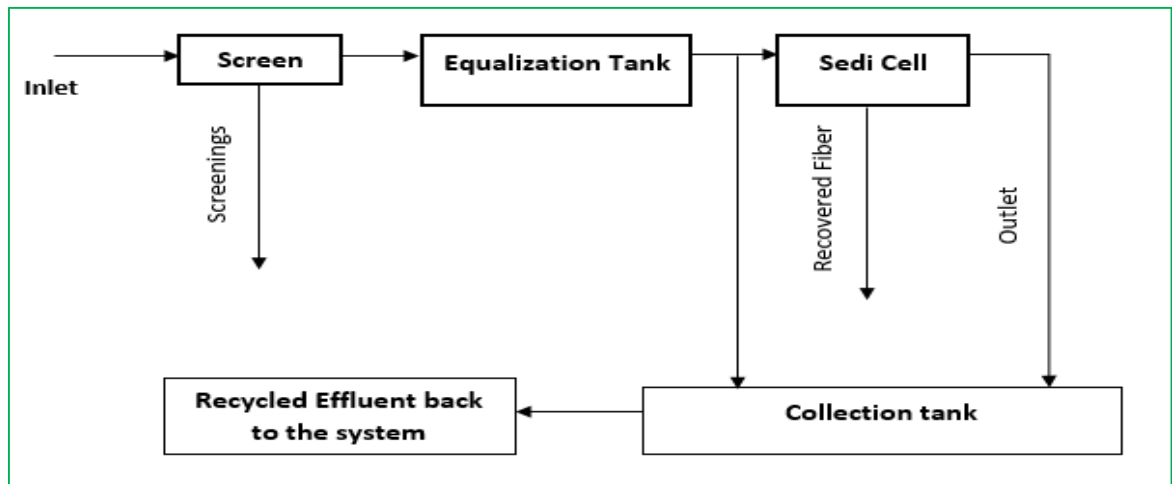 Screen
Equalization Tank
Sedi Cell
Inlet
Screenings
Recovered Fiber
Outlet
Recycled Effluent back
to the system
Collection tank